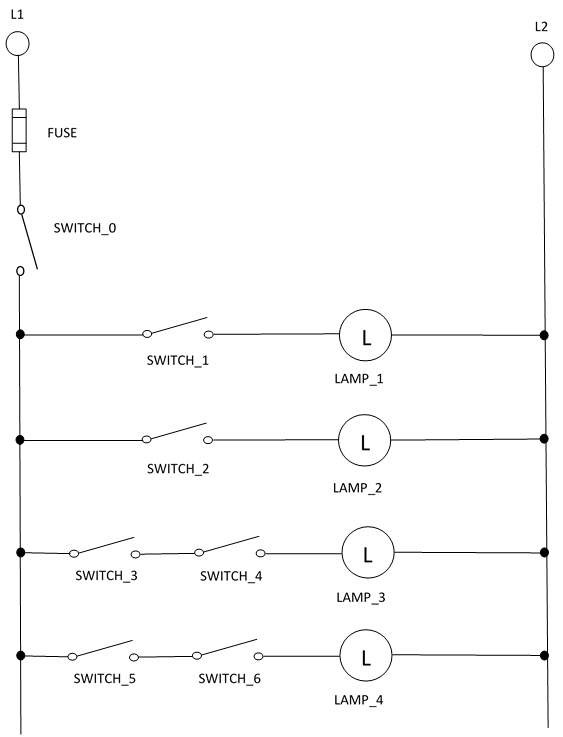 L1
L2
FUSE
SWITCH_0
L
SWITCH_1
LAMP_1
L
SWITCH_2
LAMP_2
L
SWITCH_3
SWITCH_4
LAMP_3
L
SWITCH_5
SWITCH_6
LAMP_4